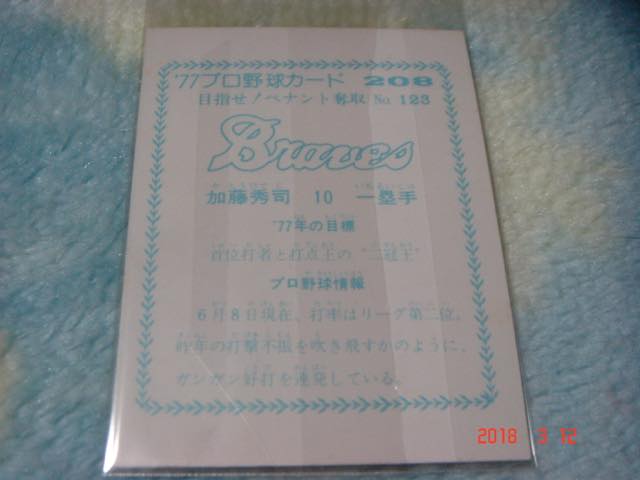 '77プロ野球カード 208
目指せ！ペナント奪取 No. 123
Braves
加藤秀司 10 一塁手
'77年の目標
首位打者と打点王の"二冠王"
プロ野球情報
6月8日現在、打率はリーグ第二位。
昨年の打撃不振を吹き飛すかのように、
ガンガン好打を連発している。
2018 3 12